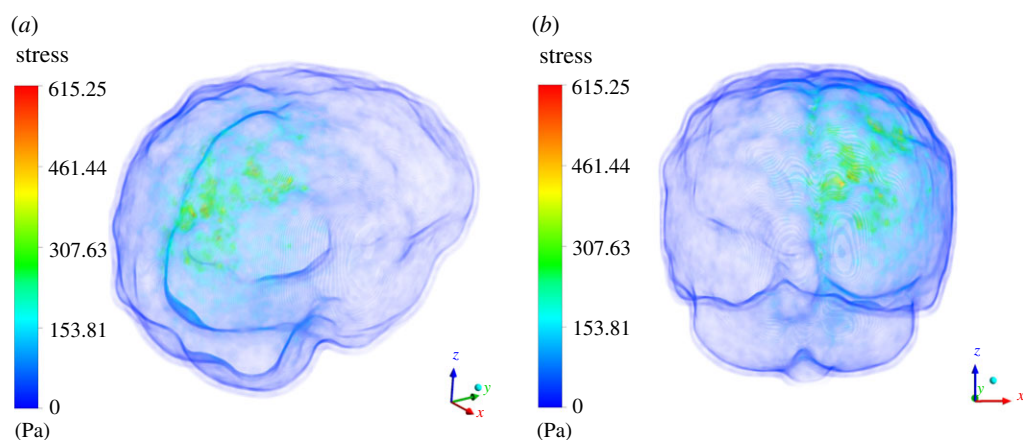 (a)
stress
615.25
461.44
307.63
153.81
0
(Pa)
z
y
x
(b)
stress
615.25
461.44
307.63
153.81
0
(Pa)
z
y
x